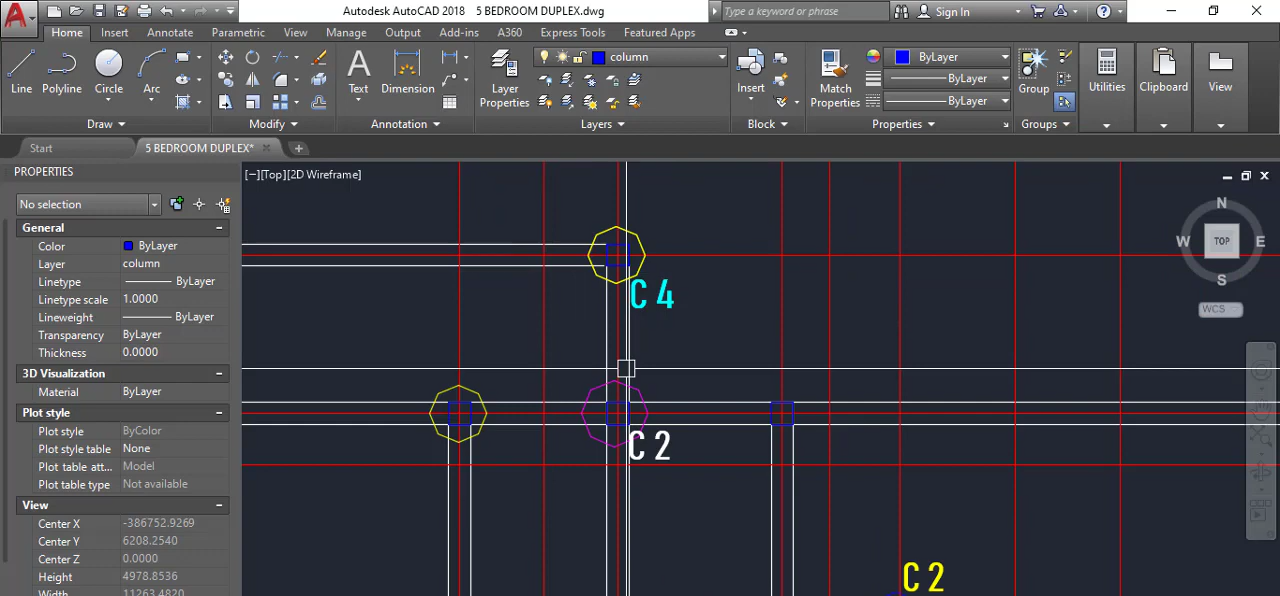 Autodesk AutoCAD 2018 5 BEDROOM DUPLEX.dwg
Type a keyword or phrase
Sign In
Home Insert Annotate Parametric View Manage Output Add-ins A360 Express Tools Featured Apps
column
ByLayer
ByLayer
ByLayer
Line Polyline Circle Arc
Text Dimension
Layer Properties
Insert
Match Properties
Group
Utilities Clipboard View
Draw Modify Annotation Layers Block Properties Groups
Start 5 BEDROOM DUPLEX*
PROPERTIES
[−][Top][2D Wireframe]
No selection
General
Color ByLayer
Layer column
Linetype ByLayer
Linetype scale 1.0000
Lineweight ByLayer
Transparency ByLayer
Thickness 0.0000
3D Visualization
Material ByLayer
Plot style
Plot style ByColor
Plot style table None
Plot table att... Model
Plot table type Not available
View
Center X -386752.9269
Center Y 6208.2540
Center Z 0.0000
Height 4978.8536
Width 11263.4820
N
W TOP E
S
WCS
C 4
C 2
C 2